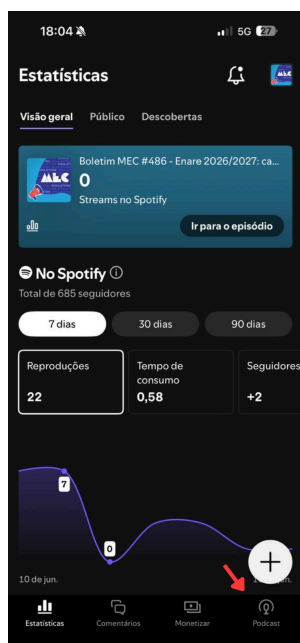 18:04
5G 27
Estatísticas
MEC
Visão geral Público Descobertas
MEC
Boletim MEC #486 - Enare 2026/2027: ca...
0
Streams no Spotify
Ir para o episódio
No Spotify
Total de 685 seguidores
7 dias 30 dias 90 dias
Reproduções
22
Tempo de
consumo
0,58
Seguidores
+2
7
0
10 de jun.
Estatísticas Comentários Monetizar Podcast